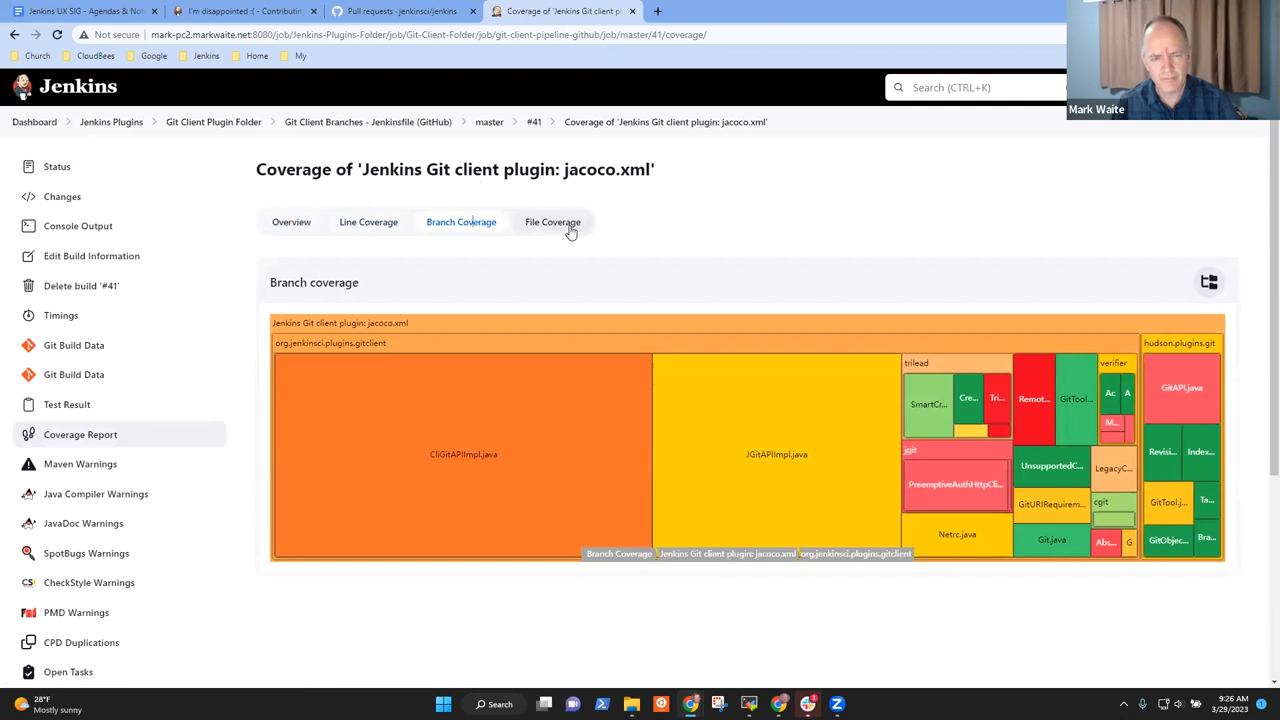 Jenkins UX SIG - Agendas & Not
I'm disappointed :( · Conversation
Pull requests · jenkinsci/jenkins
Coverage of 'Jenkins Git client pl
Not secure
mark-pc2.markwaite.net:8080/job/Jenkins-Plugins-Folder/job/Git-Client-Folder/job/git-client-pipeline-github/job/master/41/coverage/
Church
CloudBees
Google
Jenkins
Home
My
Jenkins
Search (CTRL+K)
Mark Waite
Dashboard
Jenkins Plugins
Git Client Plugin Folder
Git Client Branches - Jenkinsfile (GitHub)
master
#41
Coverage of 'Jenkins Git client plugin: jacoco.xml'
Status
Changes
Console Output
Edit Build Information
Delete build '#41'
Timings
Git Build Data
Git Build Data
Test Result
Coverage Report
Maven Warnings
Java Compiler Warnings
JavaDoc Warnings
SpotBugs Warnings
CS
CheckStyle Warnings
PMD Warnings
CPD Duplications
Open Tasks
Coverage of 'Jenkins Git client plugin: jacoco.xml'
Overview
Line Coverage
Branch Coverage
File Coverage
Branch coverage
Jenkins Git client plugin: jacoco.xml
org.jenkinsci.plugins.gitclient
hudson.plugins.git
CliGitAPIImpl.java
JGitAPIImpl.java
trilead
SmartCr...
Cre...
Tri...
jgit
PreemptiveAuthHttpCli...
Netrc.java
Remot...
GitTool...
UnsupportedC...
GitURIRequirem...
Git.java
verifier
Ac
A
M...
LegacyC...
cgit
Abs...
G
GitAPI.java
Revisi...
Index...
GitTool.j...
Ta...
GitObjec...
Bra...
Branch Coverage
Jenkins Git client plugin: jacoco.xml
org.jenkinsci.plugins.gitclient
28°F
Mostly sunny
Search
9:26 AM
3/29/2023